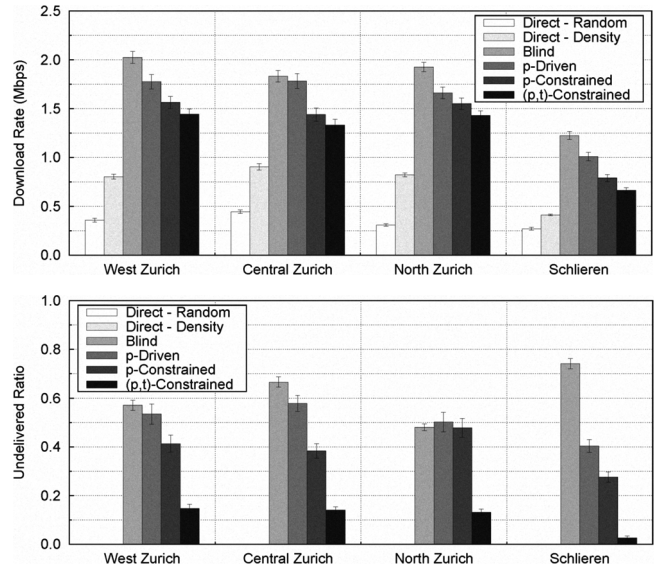 2.5
2.0
1.5
1.0
0.5
0.0
Download Rate (Mbps)
Direct - Random
Direct - Density
Blind
p-Driven
p-Constrained
(p,t)-Constrained
West Zurich
Central Zurich
North Zurich
Schlieren
1.0
0.8
0.6
0.4
0.2
0.0
Undelivered Ratio
Direct - Random
Direct - Density
Blind
p-Driven
p-Constrained
(p,t)-Constrained
West Zurich
Central Zurich
North Zurich
Schlieren